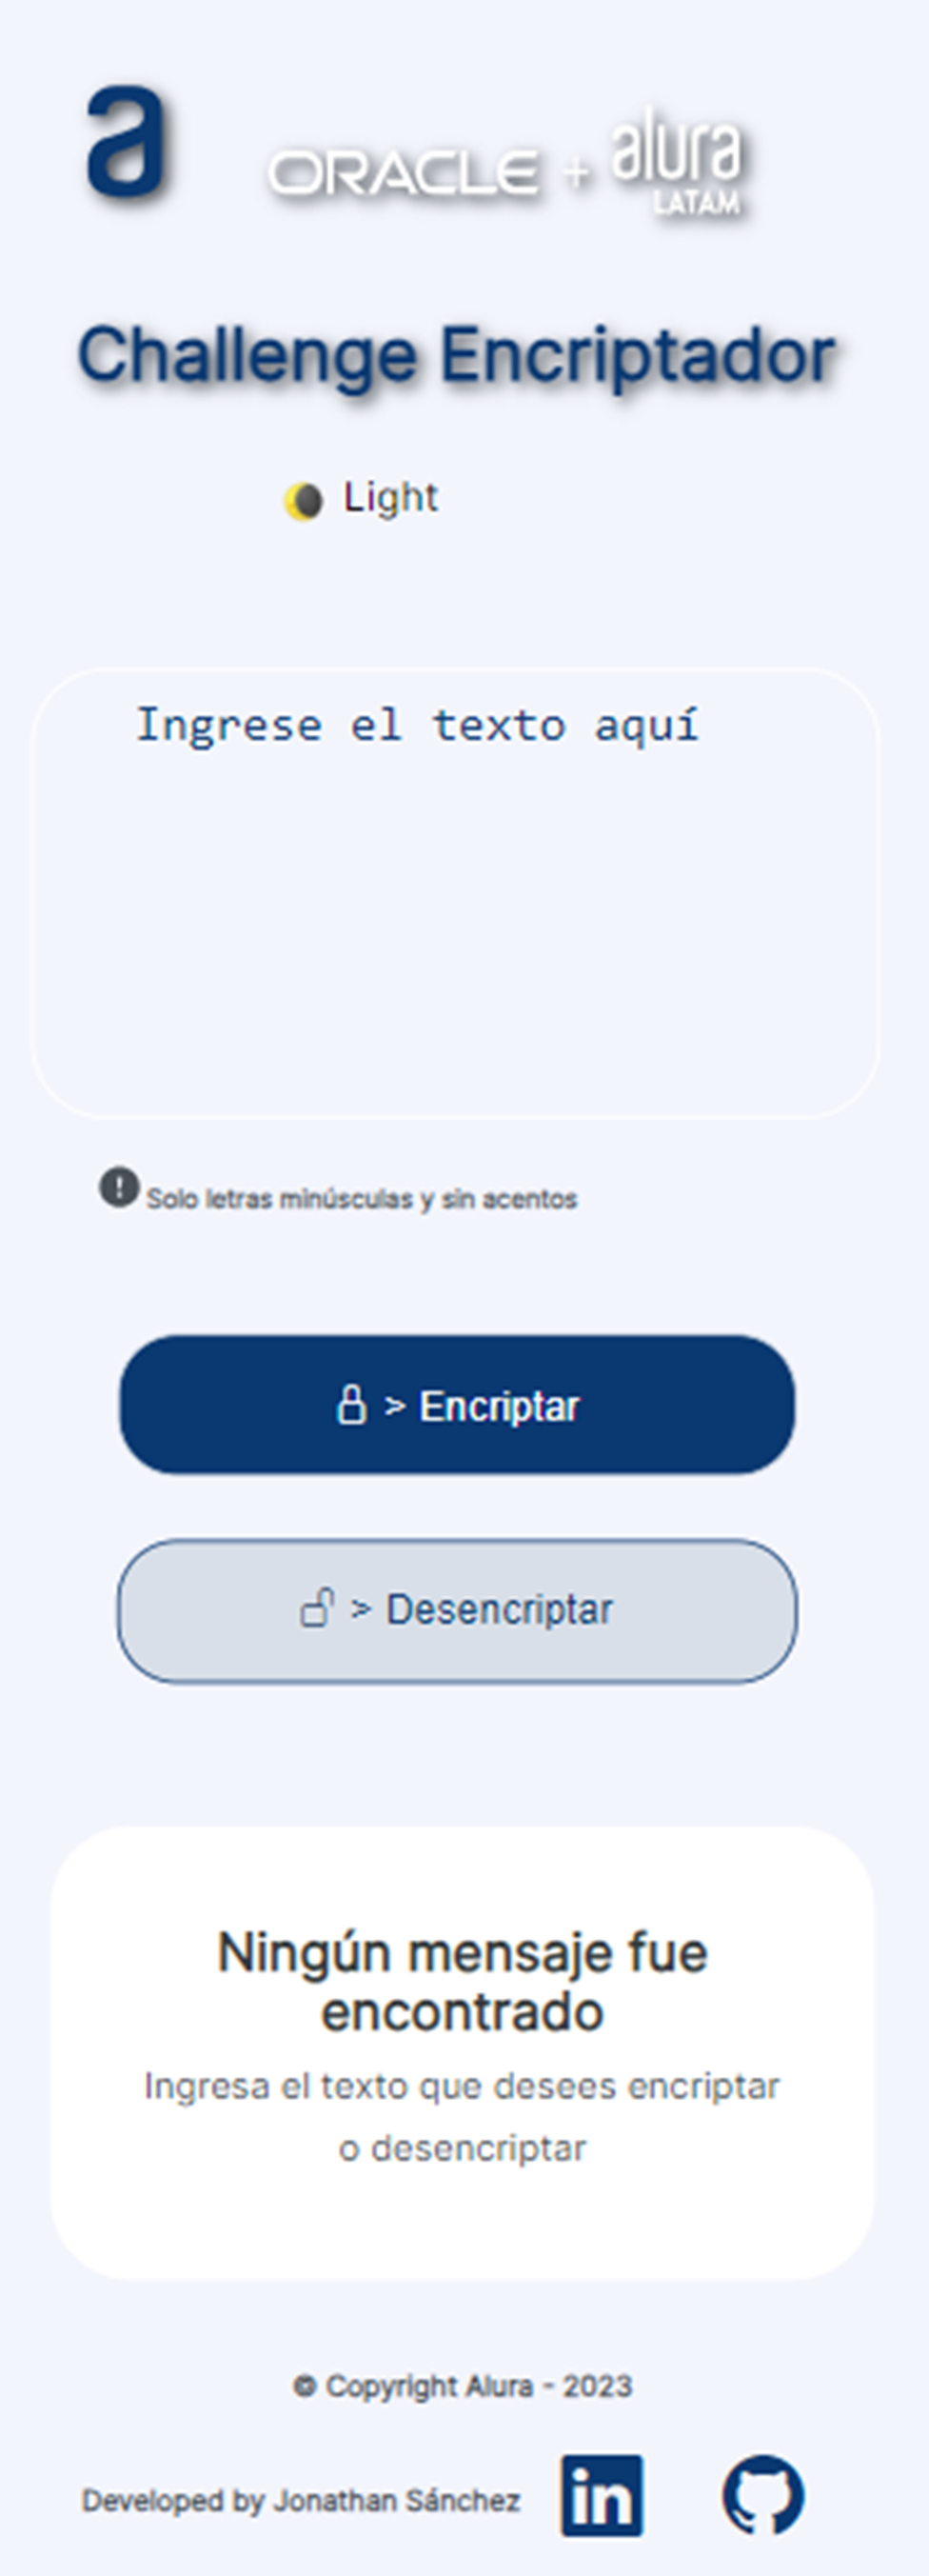 a
ORACLE + alura
LATAM
Challenge Encriptador
Light
Ingrese el texto aquí
Solo letras minúsculas y sin acentos
> Encriptar
> Desencriptar
Ningún mensaje fue
encontrado
Ingresa el texto que desees encriptar
o desencriptar
© Copyright Alura - 2023
Developed by Jonathan Sánchez in